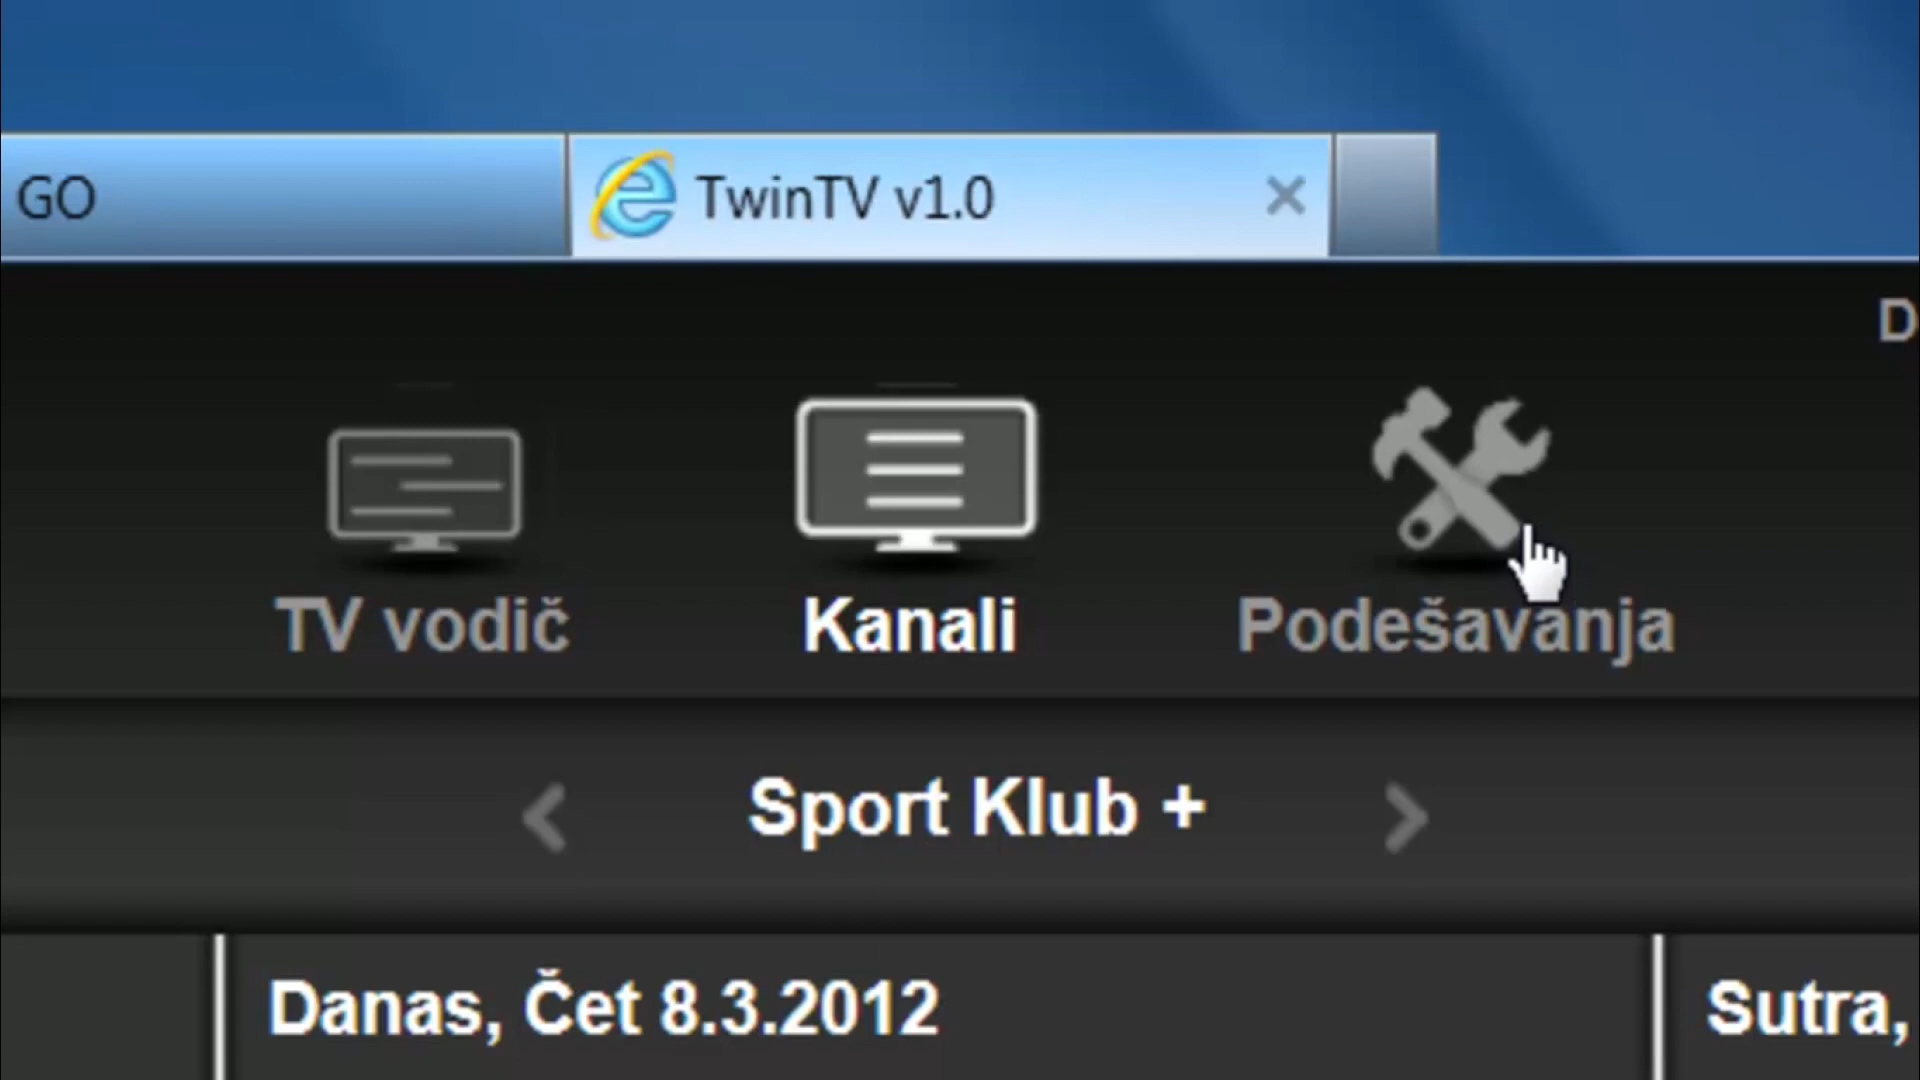 GO
TwinTV v1.0
D
TV vodič
Kanali
Podešavanja
Sport Klub +
Danas, Čet 8.3.2012
Sutra,